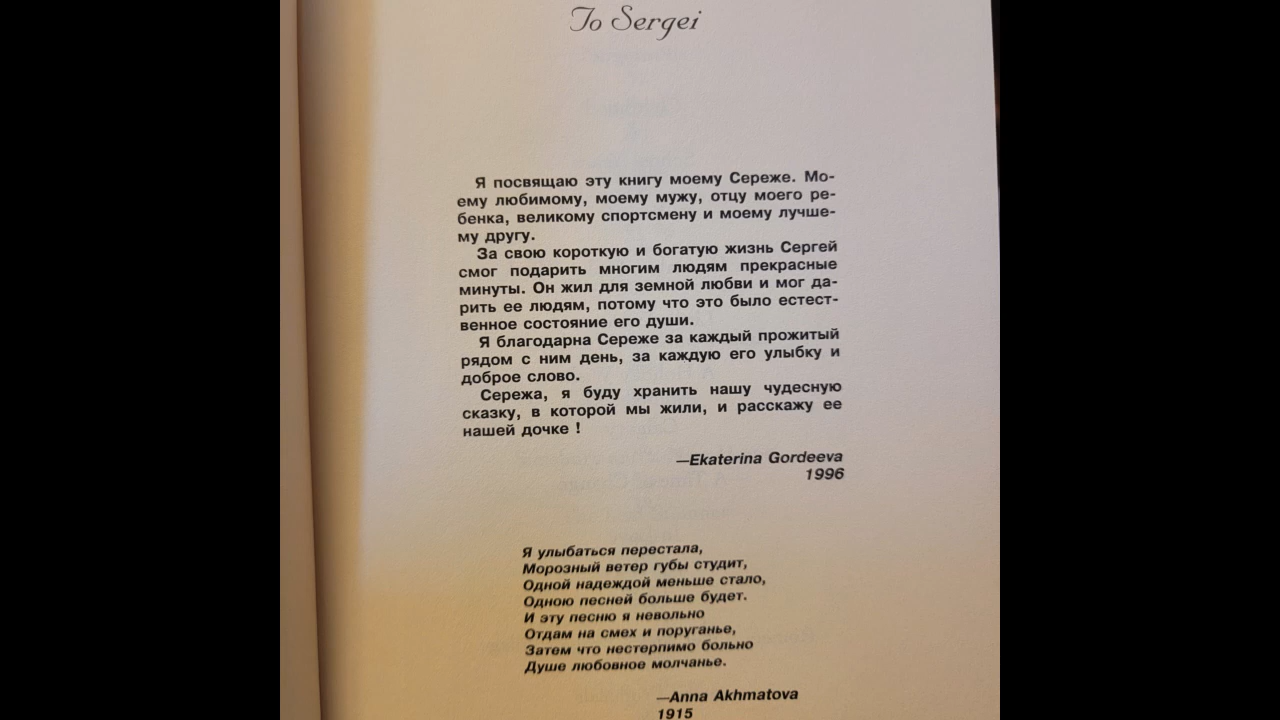 To Sergei
Я посвящаю эту книгу моему Сереже. Мо-
ему любимому, моему мужу, отцу моего ре-
бенка, великому спортсмену и моему лучше-
му другу.
За свою короткую и богатую жизнь Сергей
смог подарить многим людям прекрасные
минуты. Он жил для земной любви и мог да-
рить ее людям, потому что это было естест-
венное состояние его души.
Я благодарна Сереже за каждый прожитый
рядом с ним день, за каждую его улыбку и
доброе слово.
Сережа, я буду хранить нашу чудесную
сказку, в которой мы жили, и расскажу ее
нашей дочке !
—Ekaterina Gordeeva
1996
Я улыбаться перестала,
Морозный ветер губы студит,
Одной надеждой меньше стало,
Одною песней больше будет.
И эту песню я невольно
Отдам на смех и поруганье,
Затем что нестерпимо больно
Душе любовное молчанье.
—Anna Akhmatova
1915